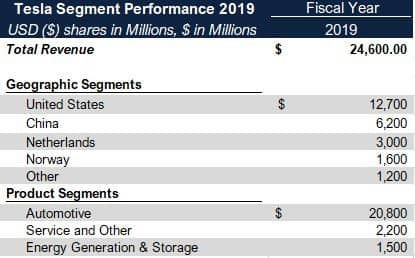 Tesla Segment Performance 2019 Fiscal Year
USD ($) shares in Millions, $ in Millions 2019
Total Revenue $ 24,600.00
Geographic Segments
United States $ 12,700
China 6,200
Netherlands 3,000
Norway 1,600
Other 1,200
Product Segments
Automotive $ 20,800
Service and Other 2,200
Energy Generation & Storage 1,500